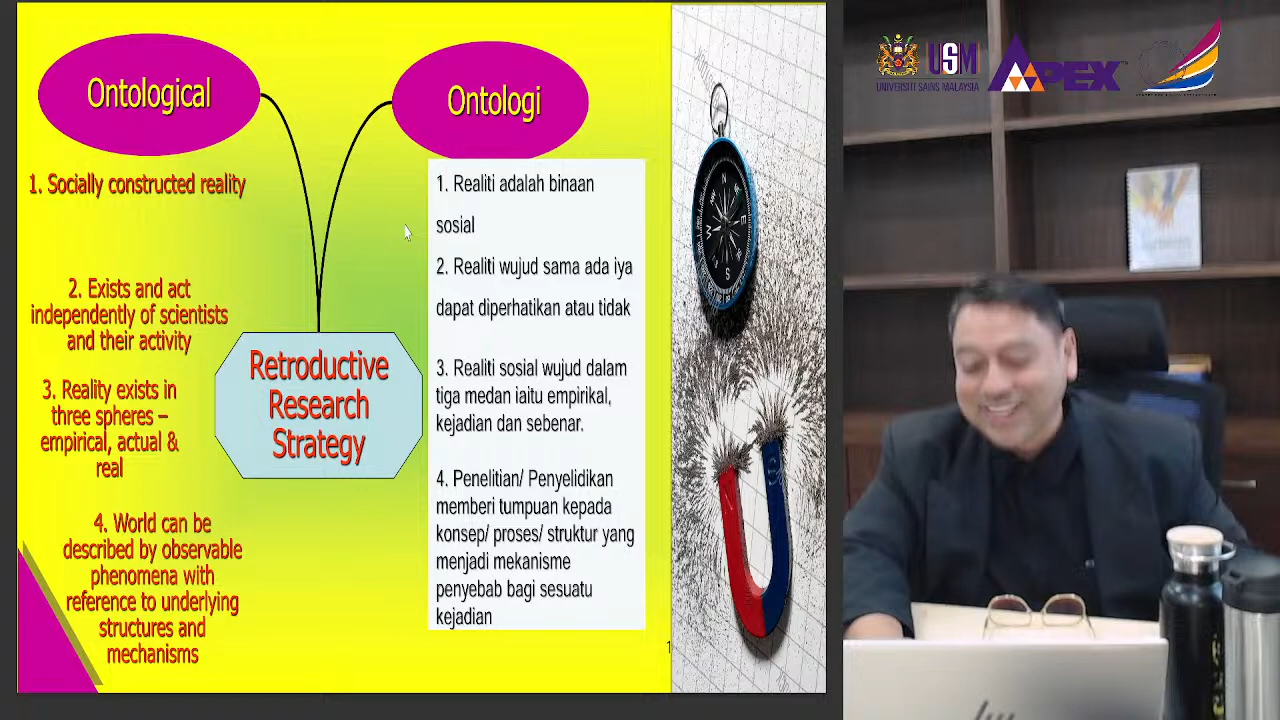 Ontological
Ontologi
1. Socially constructed reality
2. Exists and act
independently of scientists
and their activity
3. Reality exists in
three spheres –
empirical, actual &
real
4. World can be
described by observable
phenomena with
reference to underlying
structures and
mechanisms
Retroductive
Research
Strategy
1. Realiti adalah binaan
sosial
2. Realiti wujud sama ada iya
dapat diperhatikan atau tidak
3. Realiti sosial wujud dalam
tiga medan iaitu empirikal,
kejadian dan sebenar.
4. Penelitian/ Penyelidikan
memberi tumpuan kepada
konsep/ proses/ struktur yang
menjadi mekanisme
penyebab bagi sesuatu
kejadian
1
N
E
S
W
USM
UNIVERSITI SAINS MALAYSIA
APEX
hp